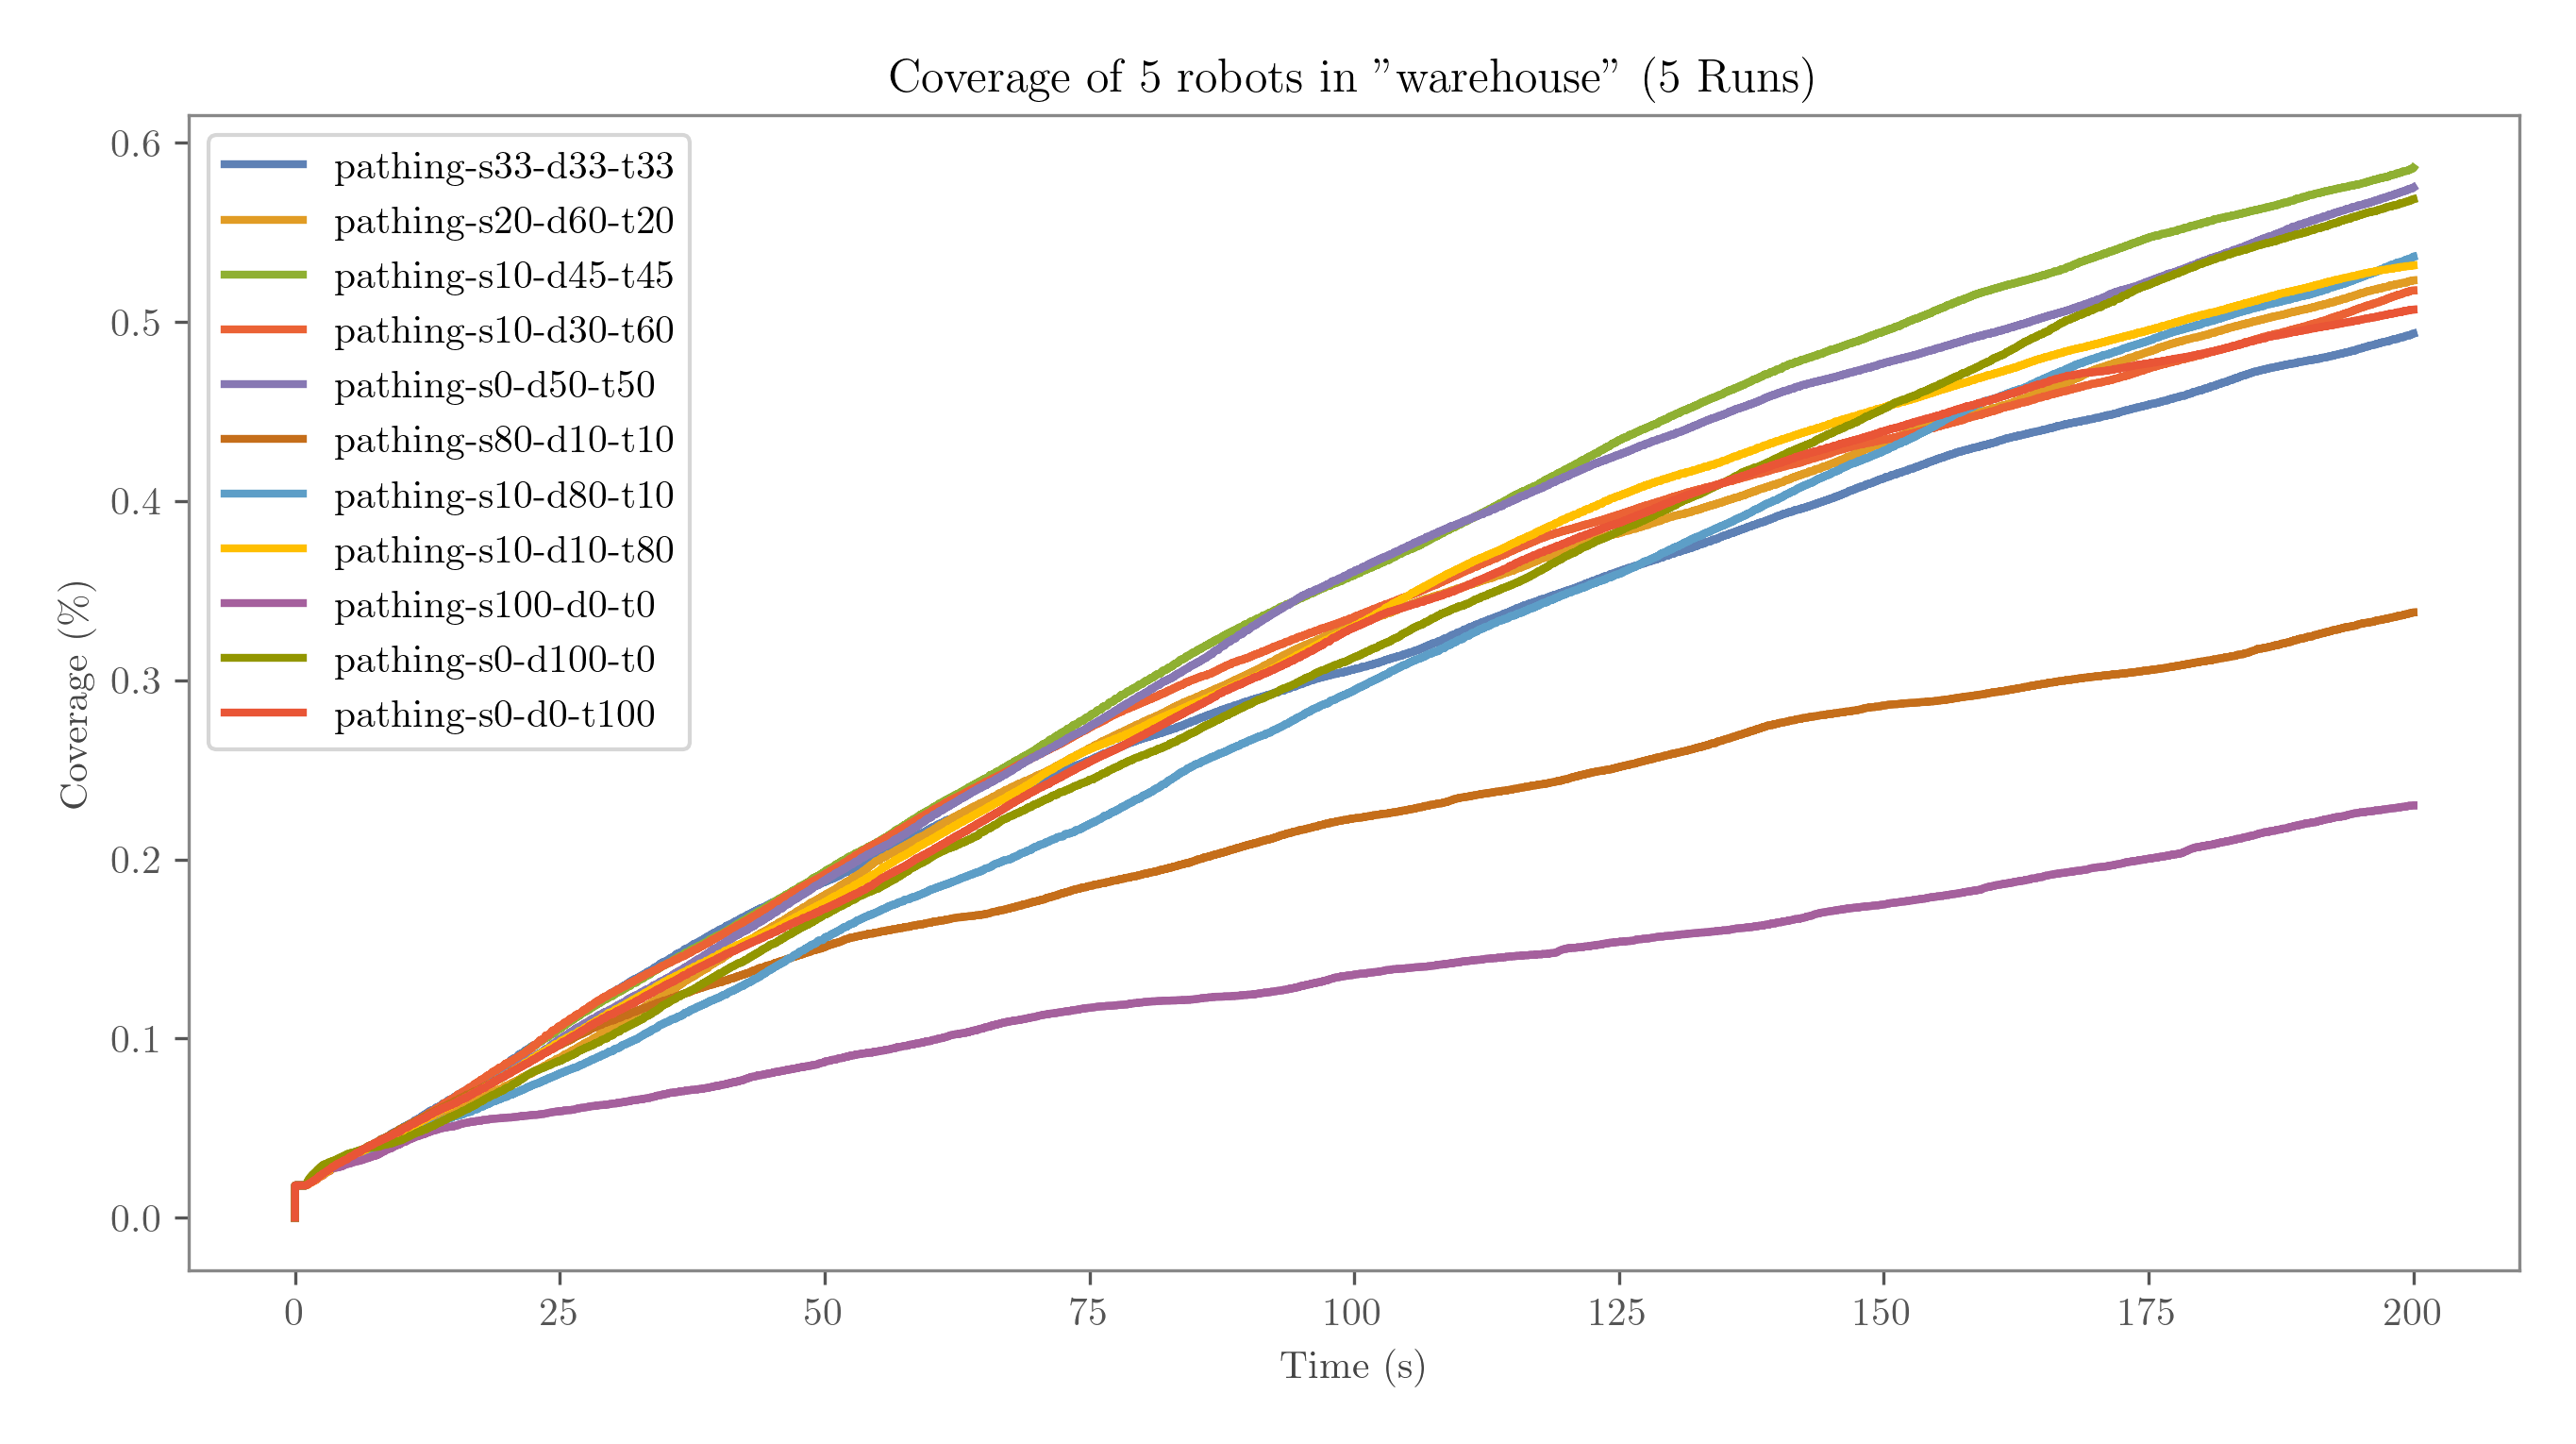 Coverage of 5 robots in ”warehouse” (5 Runs)
0.6
0.5
0.4
0.3
0.2
0.1
0.0
Coverage (%)
pathing-s33-d33-t33
pathing-s20-d60-t20
pathing-s10-d45-t45
pathing-s10-d30-t60
pathing-s0-d50-t50
pathing-s80-d10-t10
pathing-s10-d80-t10
pathing-s10-d10-t80
pathing-s100-d0-t0
pathing-s0-d100-t0
pathing-s0-d0-t100
0 25 50 75 100 125 150 175 200
Time (s)